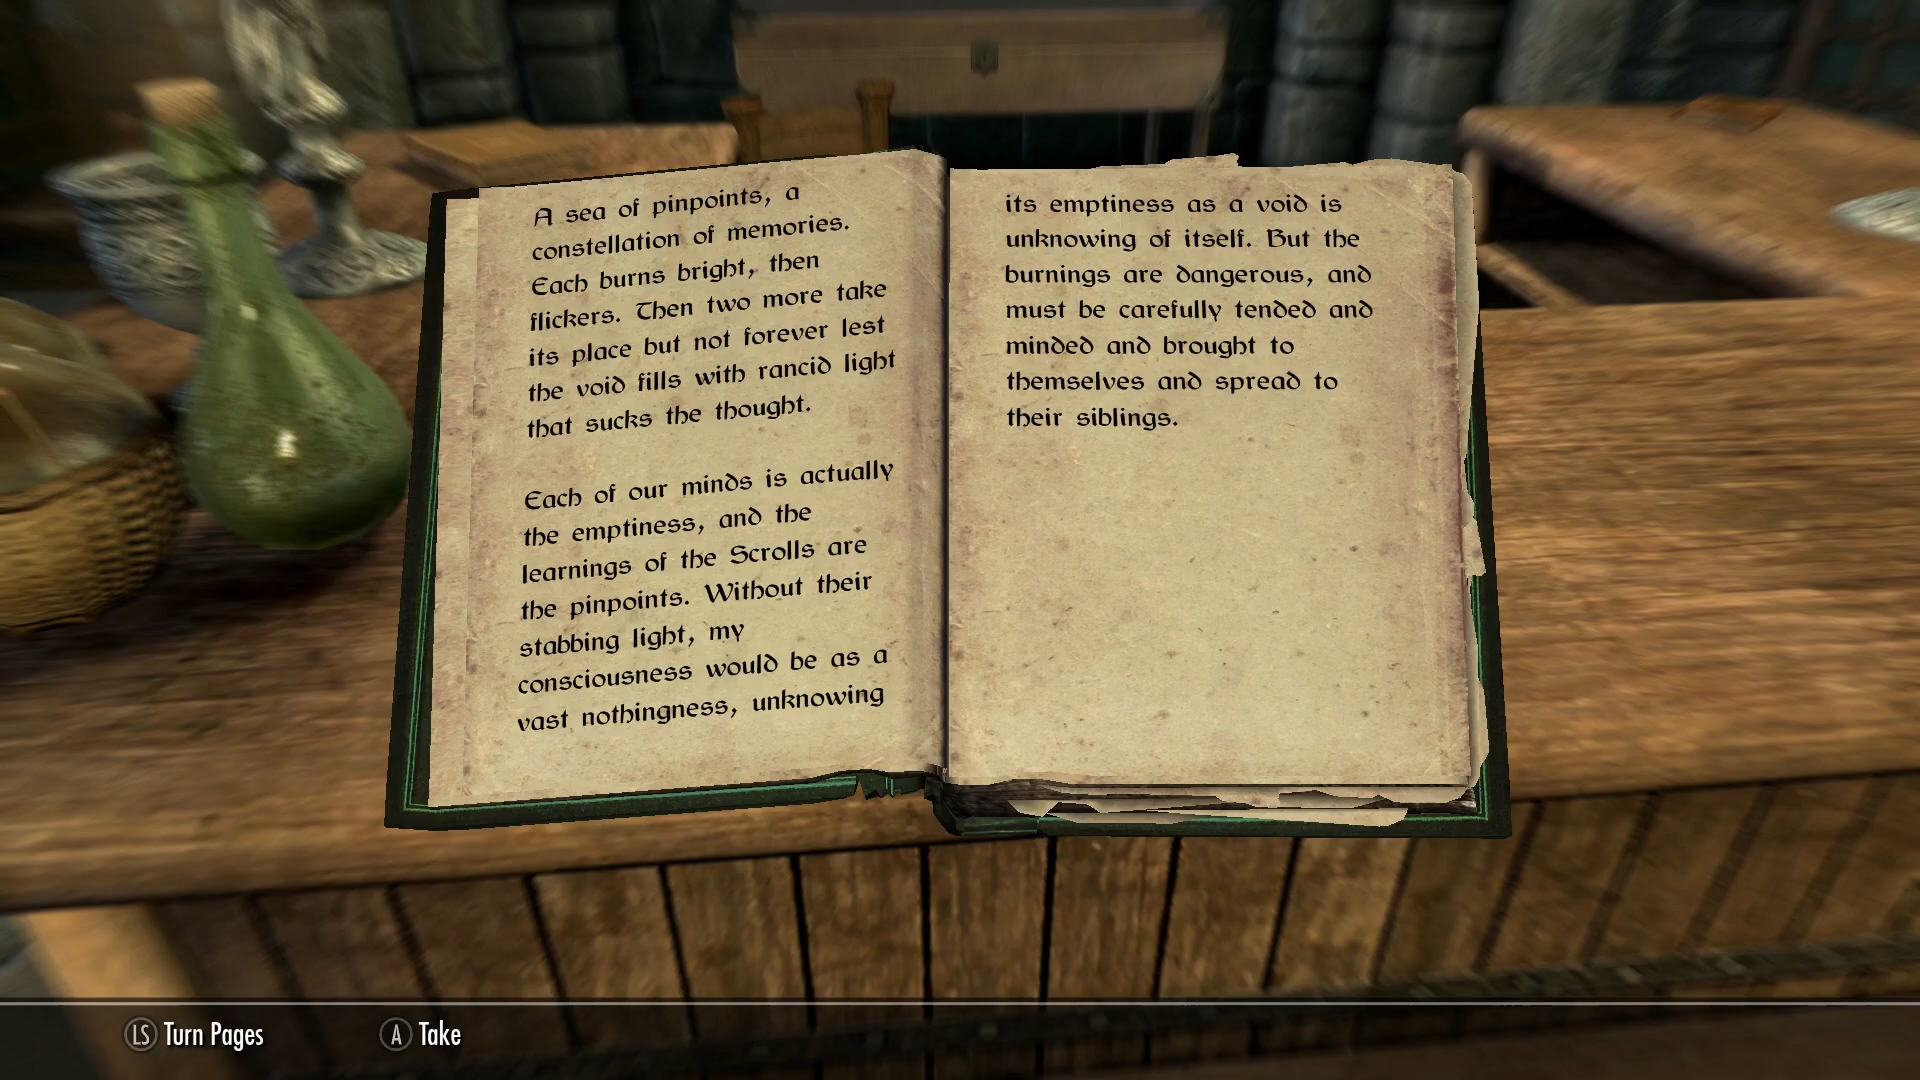 A sea of pinpoints, a
constellation of memories.
Each burns bright, then
flickers. Then two more take
its place but not forever lest
the void fills with rancid light
that sucks the thought.
Each of our minds is actually
the emptiness, and the
learnings of the Scrolls are
the pinpoints. Without their
stabbing light, my
consciousness would be as a
vast nothingness, unknowing
its emptiness as a void is
unknowing of itself. But the
burnings are dangerous, and
must be carefully tended and
minded and brought to
themselves and spread to
their siblings.
LS Turn Pages
A Take